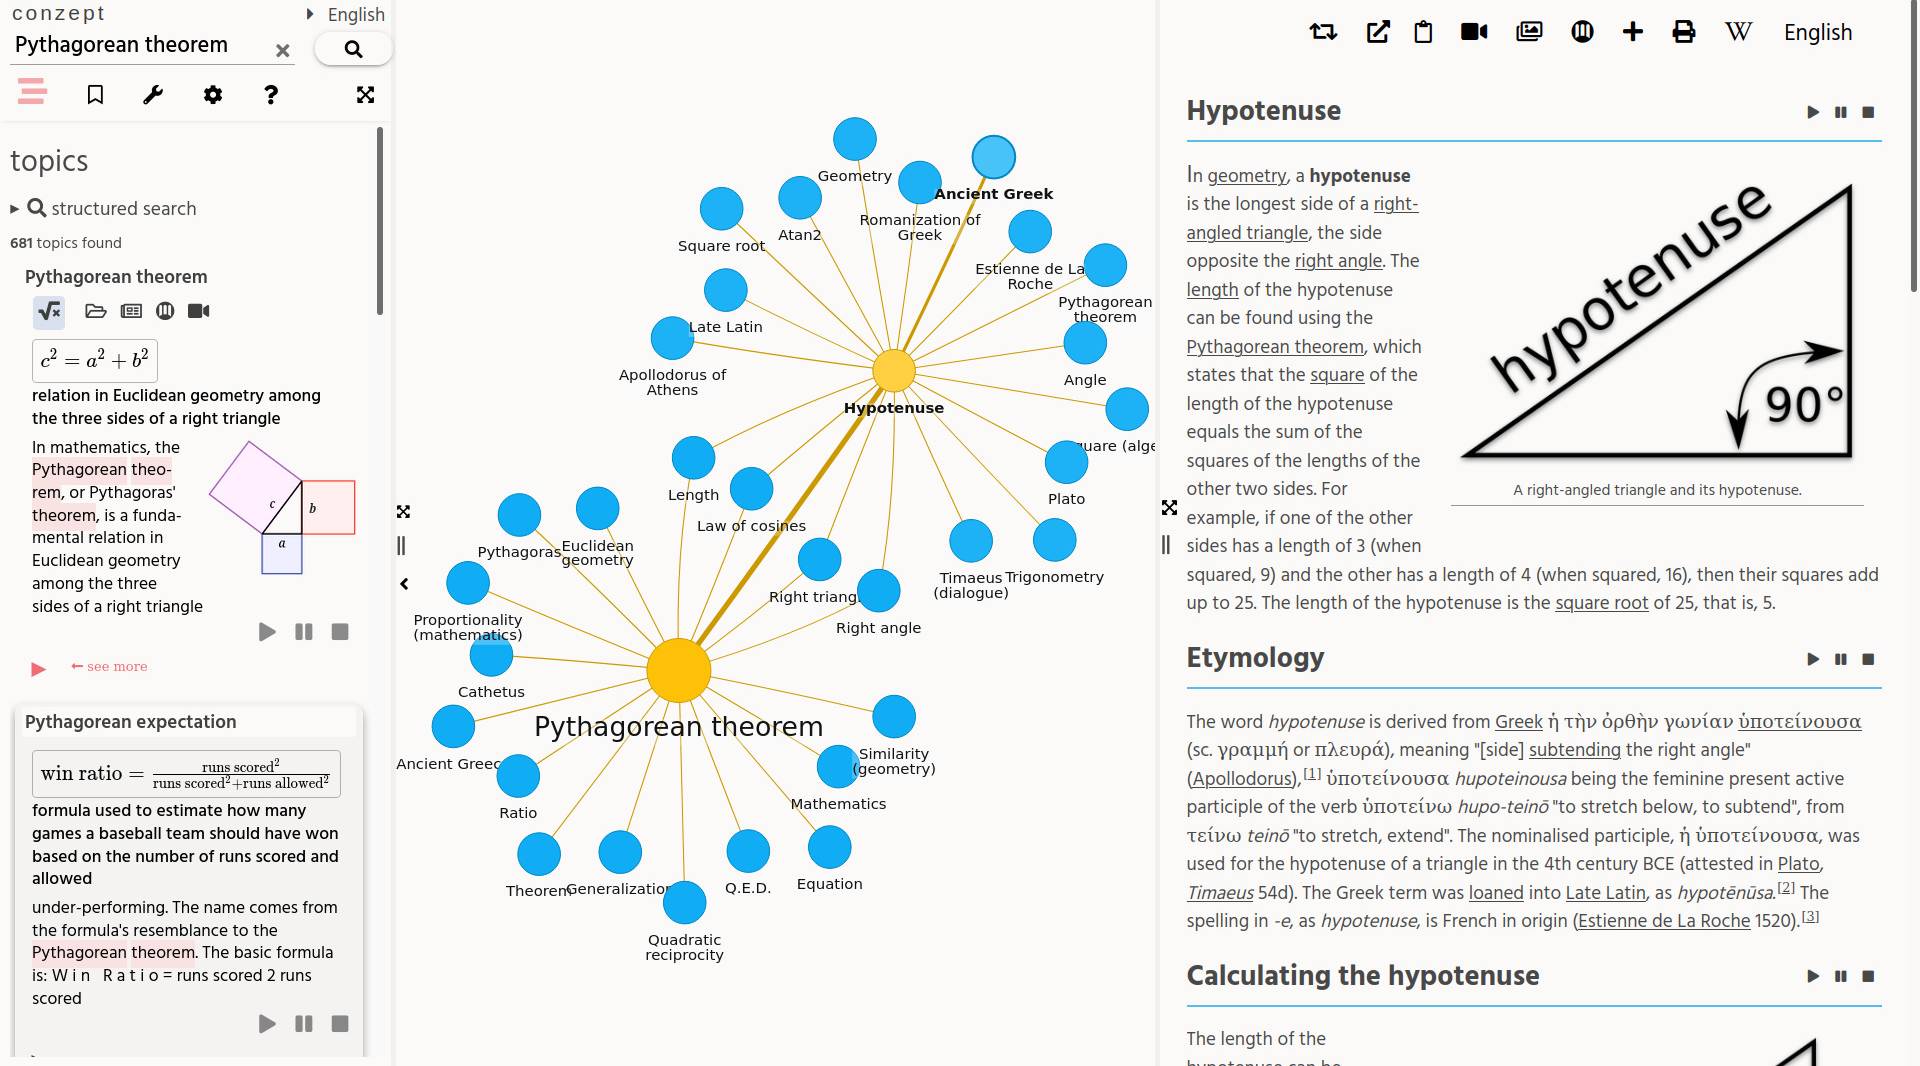 conzept
English
Pythagorean theorem
topics
structured search
681 topics found
Pythagorean theorem
c² = a² + b²
relation in Euclidean geometry among
the three sides of a right triangle
In mathematics, the
Pythagorean theo-
rem, or Pythagoras'
theorem, is a funda-
mental relation in
Euclidean geometry
among the three
sides of a right triangle
c
b
a
← see more
Pythagorean expectation
win ratio = runs scored² / runs scored²+runs allowed²
formula used to estimate how many
games a baseball team should have won
based on the number of runs scored and
allowed
under-performing. The name comes from
the formula's resemblance to the
Pythagorean theorem. The basic formula
is: W i n R a t i o = runs scored 2 runs
scored
Geometry
Ancient Greek
Romanization of
Greek
Atan2
Square root
Estienne de La
Roche
Pythagorean
theorem
Late Latin
Apollodorus of
Athens
Angle
Hypotenuse
quare (alge
Plato
Length
Law of cosines
Pythagoras
Euclidean
geometry
Timaeus
(dialogue)
Trigonometry
Right triang
Right angle
Proportionality
(mathematics)
Cathetus
Pythagorean theorem
Ancient Greec
Similarity
(geometry)
Ratio
Mathematics
Theorem
Generalization
Q.E.D.
Equation
Quadratic
reciprocity
English
Hypotenuse
In geometry, a hypotenuse
is the longest side of a right-
angled triangle, the side
opposite the right angle. The
length of the hypotenuse
can be found using the
Pythagorean theorem, which
states that the square of the
length of the hypotenuse
equals the sum of the
squares of the lengths of the
other two sides. For
example, if one of the other
sides has a length of 3 (when
squared, 9) and the other has a length of 4 (when squared, 16), then their squares add
up to 25. The length of the hypotenuse is the square root of 25, that is, 5.
hypotenuse
90°
A right-angled triangle and its hypotenuse.
Etymology
The word hypotenuse is derived from Greek ἡ τὴν ὀρθὴν γωνίαν ὑποτείνουσα
(sc. γραμμή or πλευρά), meaning "[side] subtending the right angle"
(Apollodorus),[1] ὑποτείνουσα hupoteinousa being the feminine present active
participle of the verb ὑποτείνω hupo-teinō "to stretch below, to subtend", from
τείνω teinō "to stretch, extend". The nominalised participle, ἡ ὑποτείνουσα, was
used for the hypotenuse of a triangle in the 4th century BCE (attested in Plato,
Timaeus 54d). The Greek term was loaned into Late Latin, as hypotēnūsa.[2] The
spelling in -e, as hypotenuse, is French in origin (Estienne de La Roche 1520).[3]
Calculating the hypotenuse
The length of the
hypotenuse can be